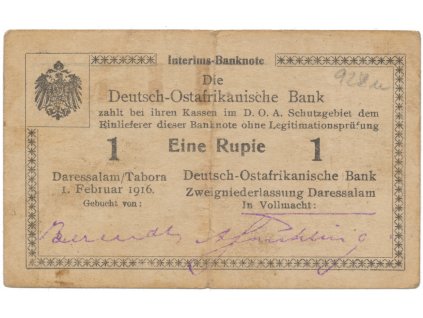 Interims-Banknote
928u
Die
Deutsch-Ostafrikanische Bank
zahlt bei ihren Kassen im D. O. A. Schutzgebiet dem
Einlieferer dieser Banknote ohne Legitimationsprüfung
1 Eine Rupie 1
Daressalam/Tabora
1. Februar 1916.
Gebucht von:
Deutsch-Ostafrikanische Bank
Zweigniederlassung Daressalam
In Vollmacht: